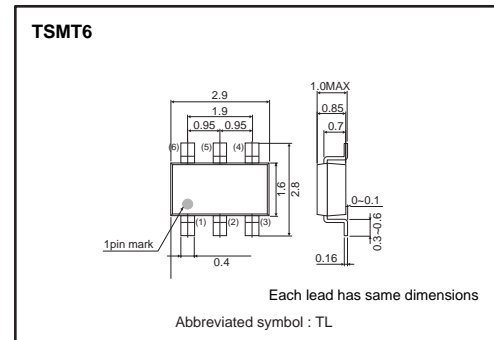 TSMT6
1.0MAX
2.9
0.85
1.9
0.7
0.95 0.95
(6) (5) (4)
1.6
2.8
0~0.1
(1) (2) (3)
1pin mark
0.3~0.6
0.4
0.16
Each lead has same dimensions
Abbreviated symbol : TL